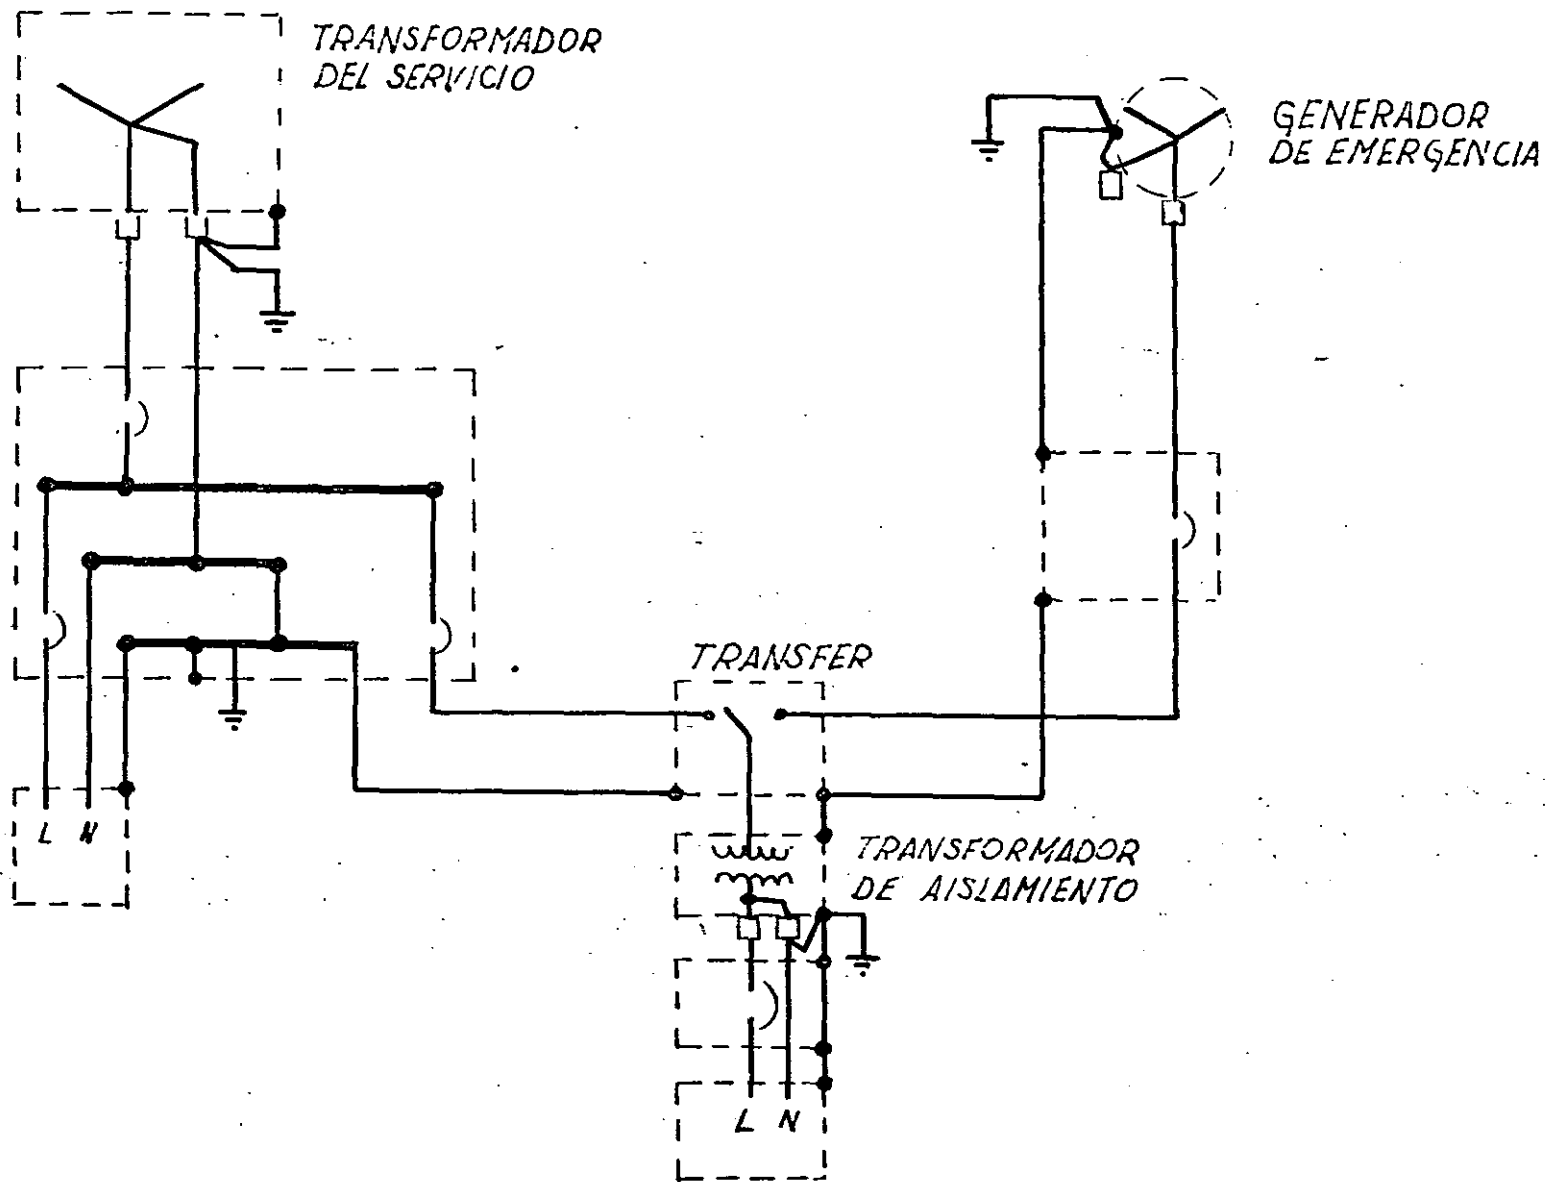 TRANSFORMADOR
DEL SERVICIO
GENERADOR
DE EMERGENCIA
TRANSFER
L N
TRANSFORMADOR
DE AISLAMIENTO
L N